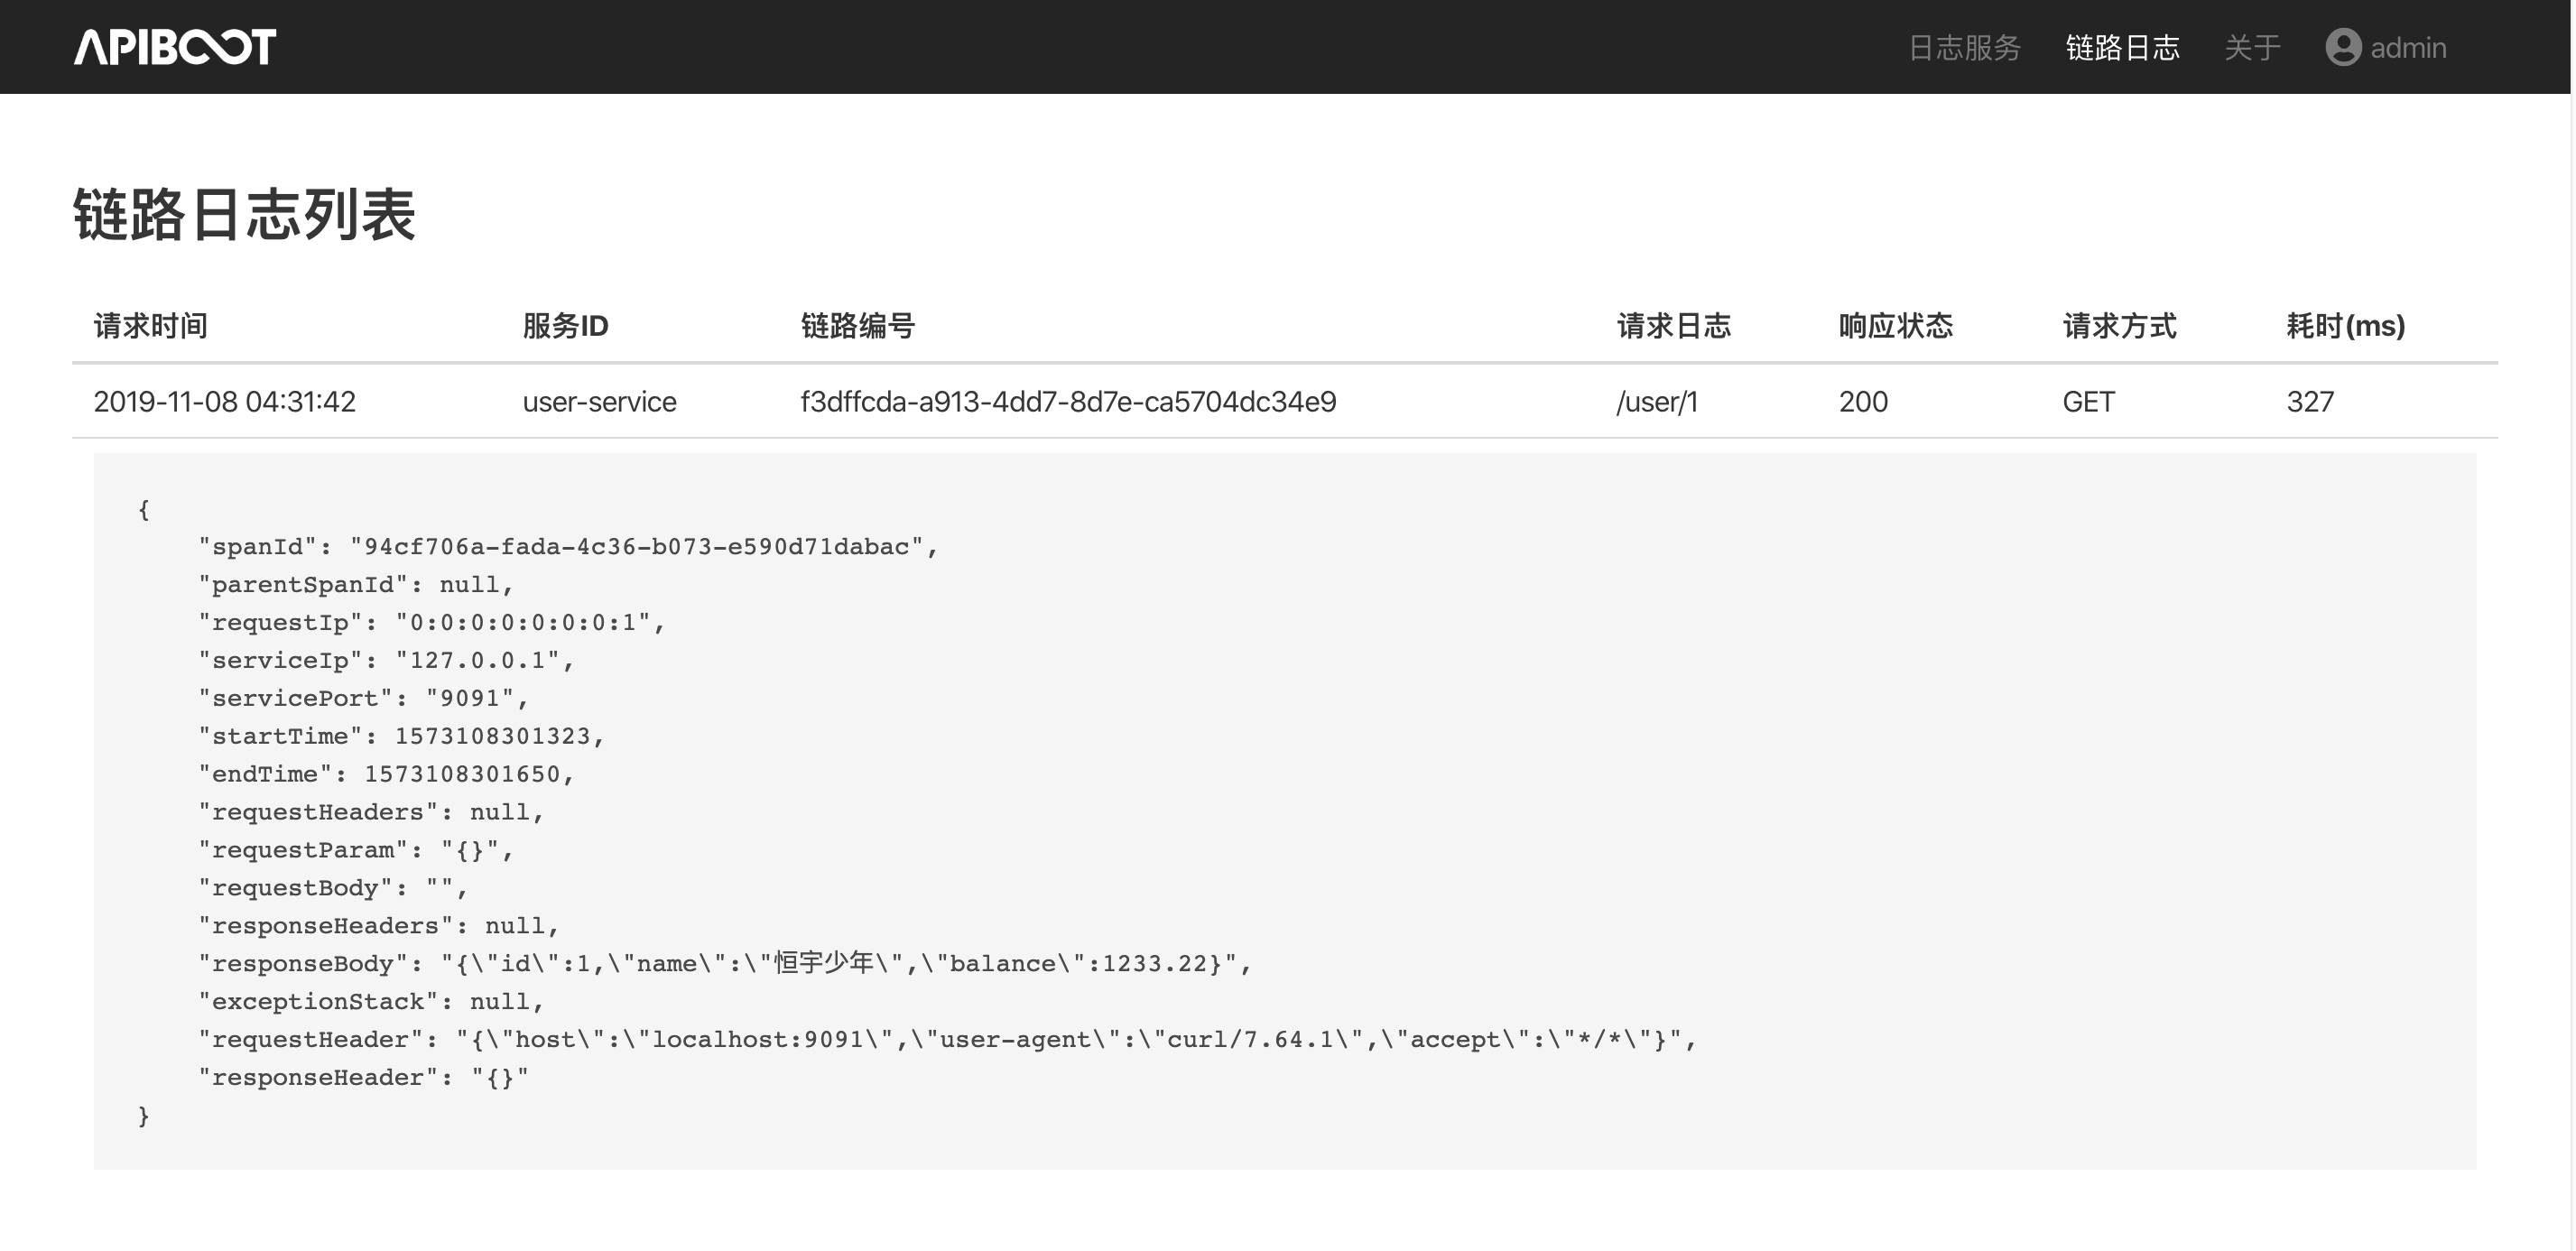 APIBOOT 日志服务 链路日志 关于 admin
链路日志列表
请求时间 服务ID 链路编号 请求日志 响应状态 请求方式 耗时(ms)
2019-11-08 04:31:42 user-service f3dffcda-a913-4dd7-8d7e-ca5704dc34e9 /user/1 200 GET 327
{
"spanId": "94cf706a-fada-4c36-b073-e590d71dabac",
"parentSpanId": null,
"requestIp": "0:0:0:0:0:0:0:1",
"serviceIp": "127.0.0.1",
"servicePort": "9091",
"startTime": 1573108301323,
"endTime": 1573108301650,
"requestHeaders": null,
"requestParam": "{}",
"requestBody": "",
"responseHeaders": null,
"responseBody": "{\"id\":1,\"name\":\"恒宇少年\",\"balance\":1233.22}",
"exceptionStack": null,
"requestHeader": "{\"host\":\"localhost:9091\",\"user-agent\":\"curl/7.64.1\",\"accept\":\"*/*\"}",
"responseHeader": "{}"
}